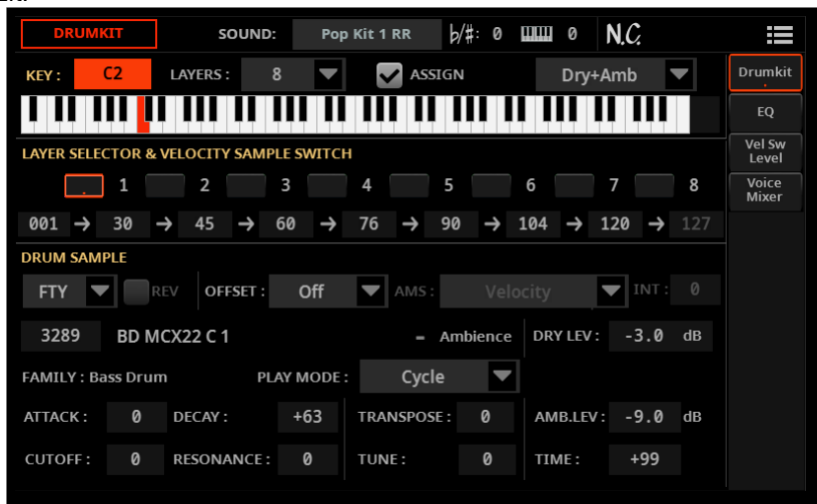 DRUMKIT SOUND: Pop Kit 1 RR ♭/♯: 0 0 N.C.
KEY : C2 LAYERS : 8 ASSIGN Dry+Amb Drumkit
EQ
LAYER SELECTOR & VELOCITY SAMPLE SWITCH
Vel Sw
Level
1 2 3 4 5 6 7 8
Voice
Mixer
001 → 30 → 45 → 60 → 76 → 90 → 104 → 120 → 127
DRUM SAMPLE
FTY REV OFFSET : Off AMS : Velocity INT : 0
3289 BD MCX22 C 1 – Ambience DRY LEV : -3.0 dB
FAMILY : Bass Drum PLAY MODE : Cycle
ATTACK : 0 DECAY : +63 TRANSPOSE : 0 AMB.LEV : -9.0 dB
CUTOFF : 0 RESONANCE : 0 TUNE : 0 TIME : +99